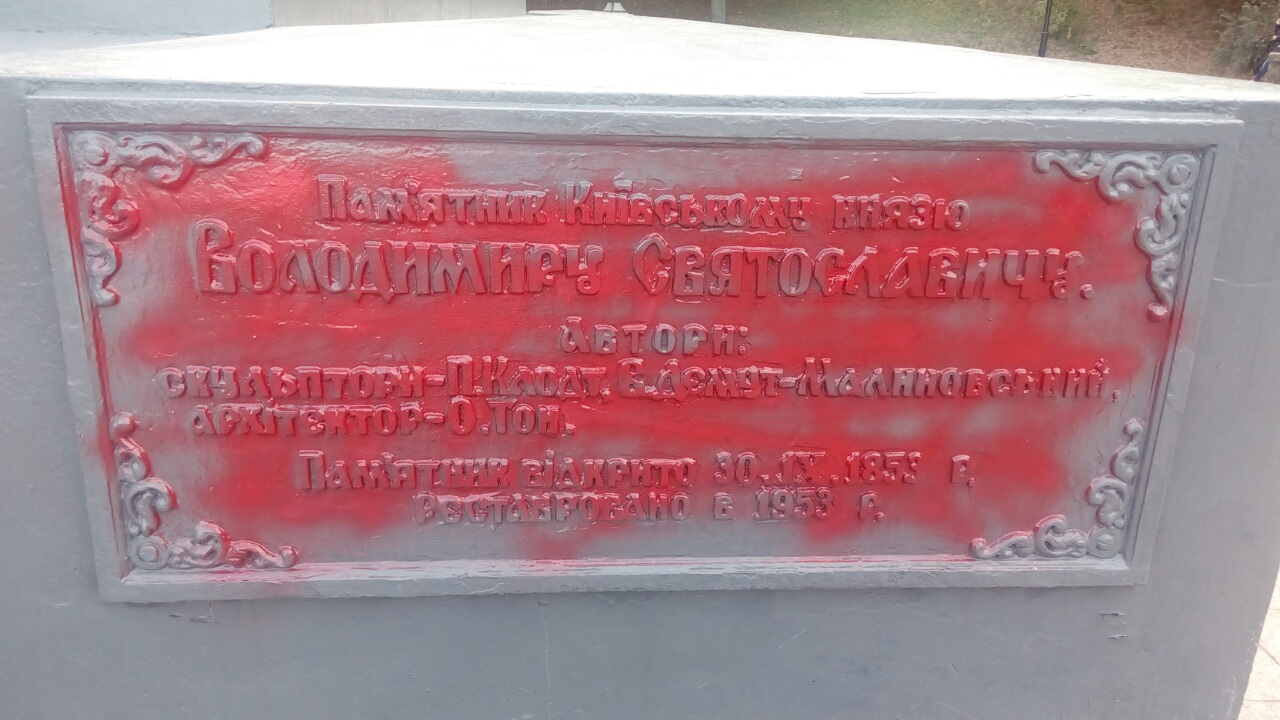 Пам'ятник Київському князю
Володимиру Святославичу.
Автори:
скульптори-П.Клодт, В.Демут-Малиновський,
архітектор-О.Тон.
Пам'ятник відкрито 30.IX.1853 р.
Реставровано в 1953 р.